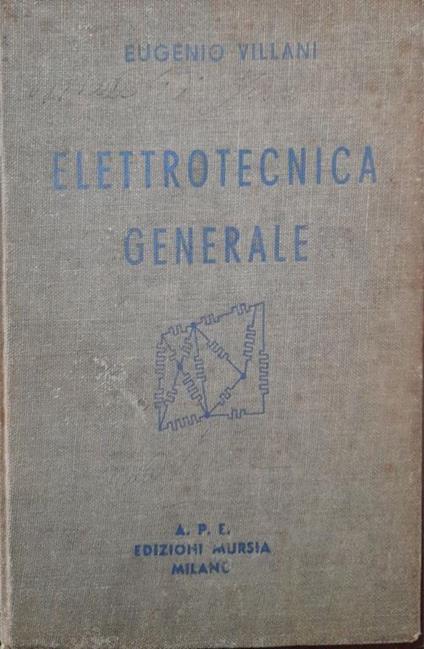 EUGENIO VILLANI
ELETTROTECNICA
GENERALE
A. P. E.
EDIZIONI MURSIA
MILANO